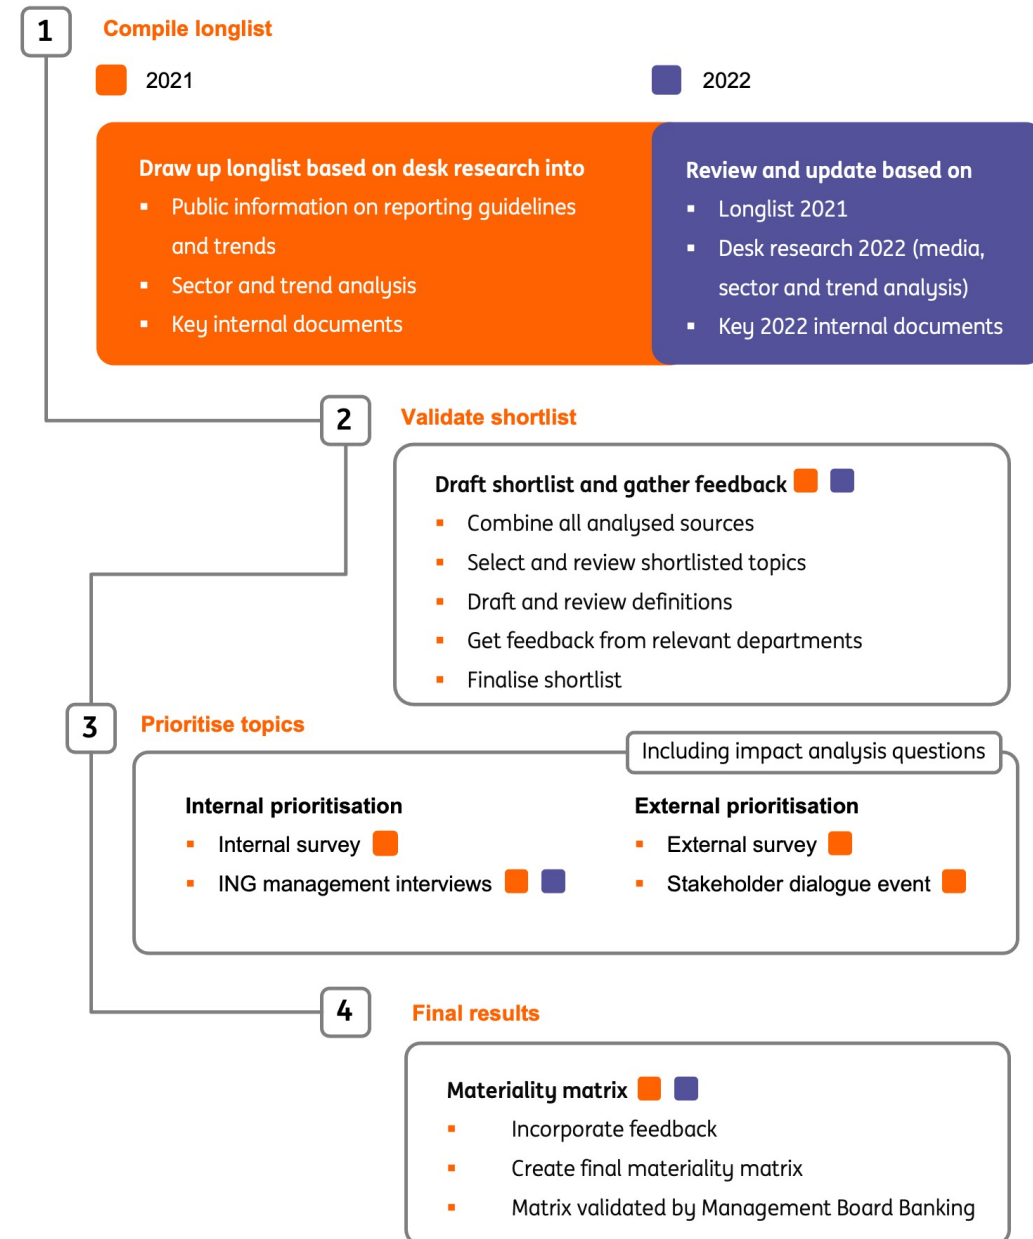 1
Compile longlist
2021
2022
Draw up longlist based on desk research into
▪ Public information on reporting guidelines
and trends
▪ Sector and trend analysis
▪ Key internal documents
Review and update based on
▪ Longlist 2021
▪ Desk research 2022 (media,
sector and trend analysis)
▪ Key 2022 internal documents
2
Validate shortlist
Draft shortlist and gather feedback
▪ Combine all analysed sources
▪ Select and review shortlisted topics
▪ Draft and review definitions
▪ Get feedback from relevant departments
▪ Finalise shortlist
3
Prioritise topics
Including impact analysis questions
Internal prioritisation
▪ Internal survey
▪ ING management interviews
External prioritisation
▪ External survey
▪ Stakeholder dialogue event
4
Final results
Materiality matrix
▪ Incorporate feedback
▪ Create final materiality matrix
▪ Matrix validated by Management Board Banking